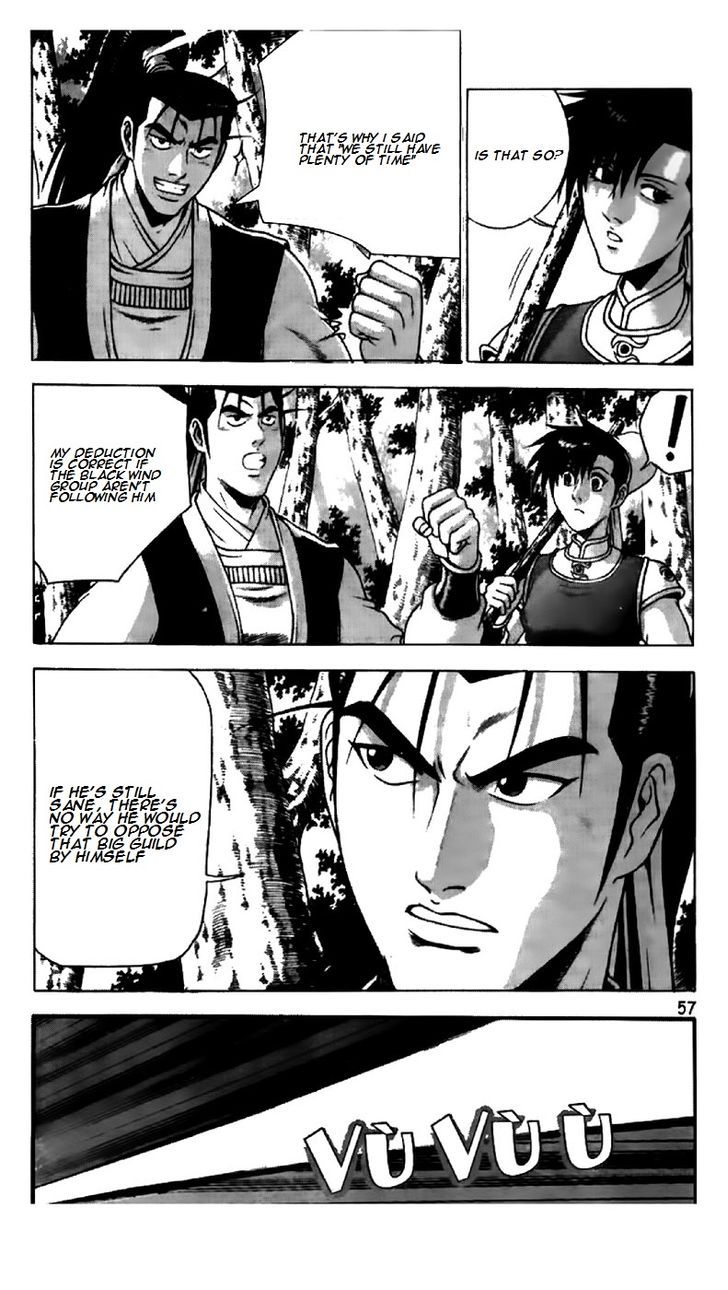 THAT'S WHY I SAID
THAT "WE STILL HAVE
PLENTY OF TIME"
IS THAT SO?
MY DEDUCTION
IS CORRECT IF
THE BLACK WIND
GROUP AREN'T
FOLLOWING HIM
!
IF HE'S STILL
SANE, THERE'S
NO WAY HE WOULD
TRY TO OPPOSE
THAT BIG GUILD
BY HIMSELF
57
VÙ VÙ Ù